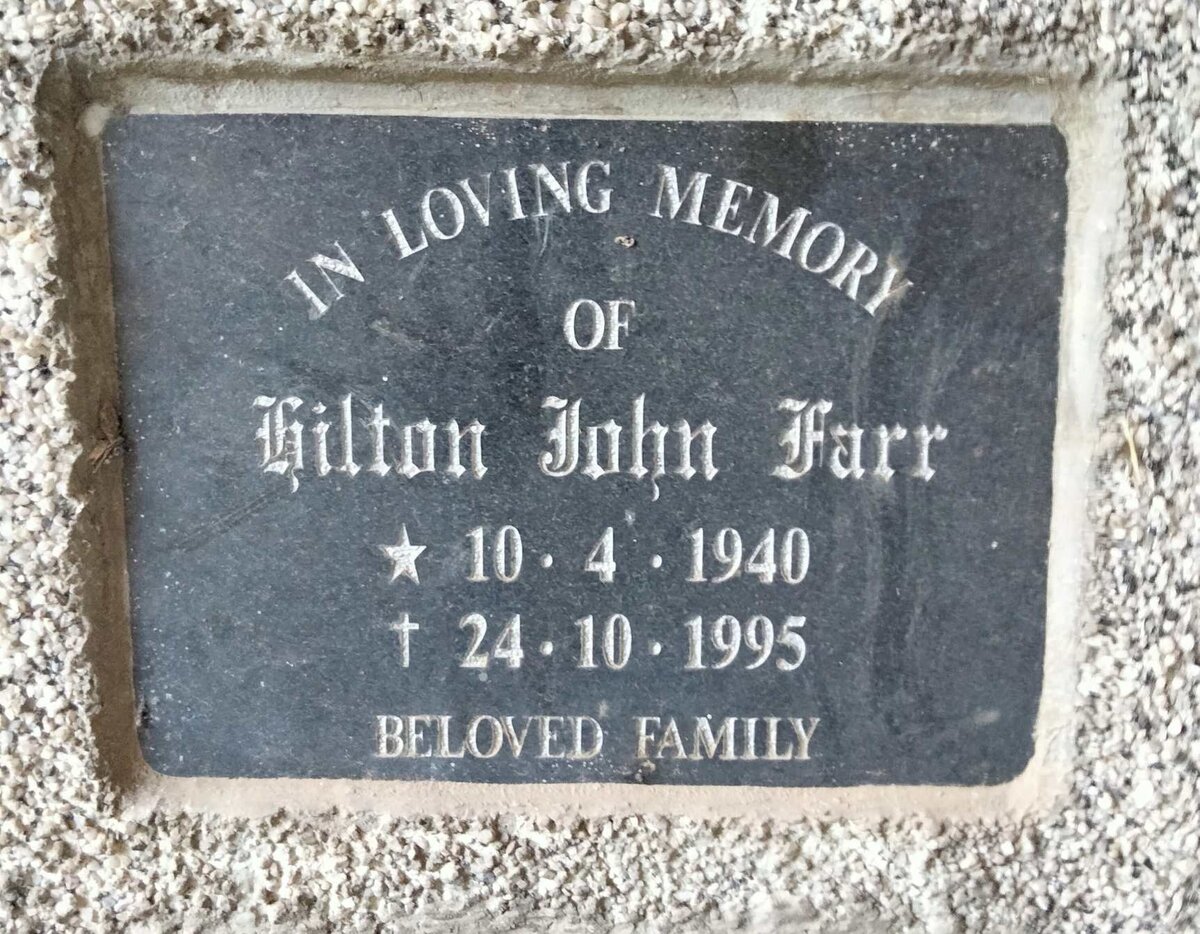 IN LOVING MEMORY
OF
Hilton John Farr
★ 10 · 4 · 1940
† 24 · 10 · 1995
BELOVED FAMILY